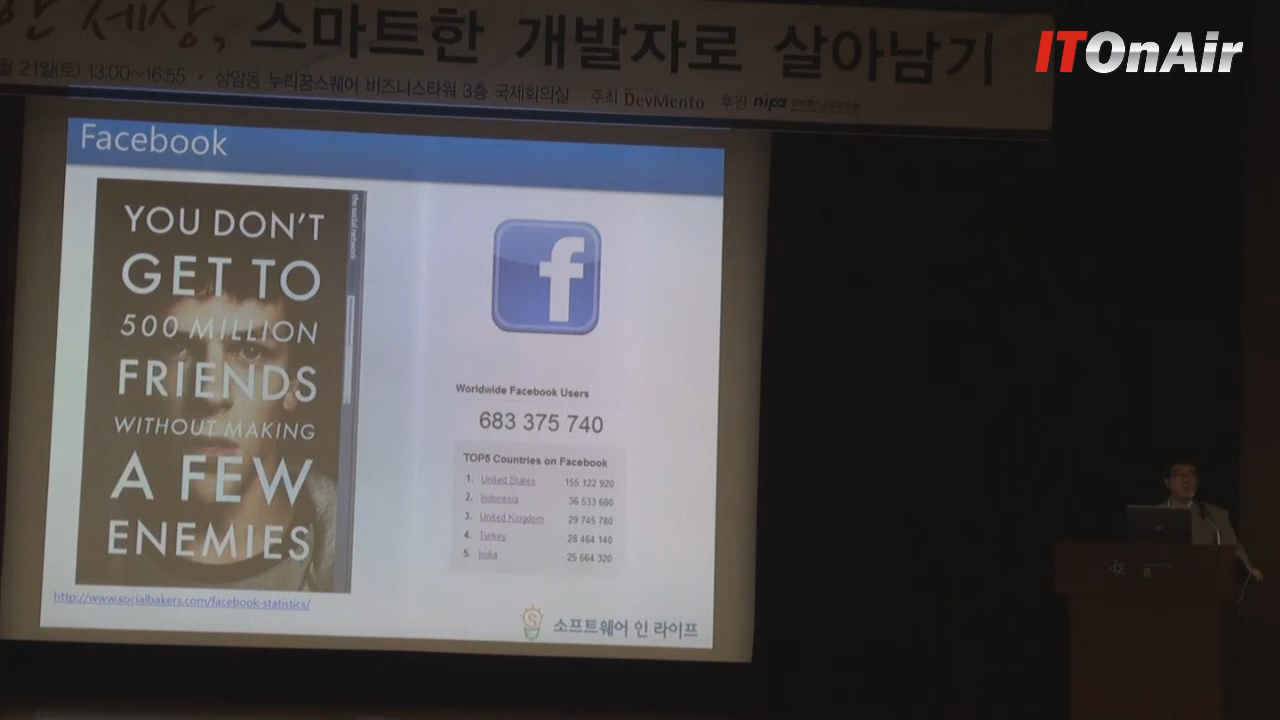 한 세상, 스마트한 개발자로 살아남기
ITOnAir
월 21일(토) 13:00~16:55 • 상암동 누리꿈스퀘어 비즈니스타워 3층 국제회의실 주최 DevMento 후원 nipa
Facebook
the social network
YOU DON'T
GET TO
500 MILLION
FRIENDS
WITHOUT MAKING
A FEW
ENEMIES
f
Worldwide Facebook Users
683 375 740
TOP5 Countries on Facebook
1. United States 155 122 920
2. Indonesia 36 533 680
3. United Kingdom 29 745 780
4. Turkey 28 464 140
5. India 25 664 320
http://www.socialbakers.com/facebook-statistics/
S 소프트웨어 인 라이프